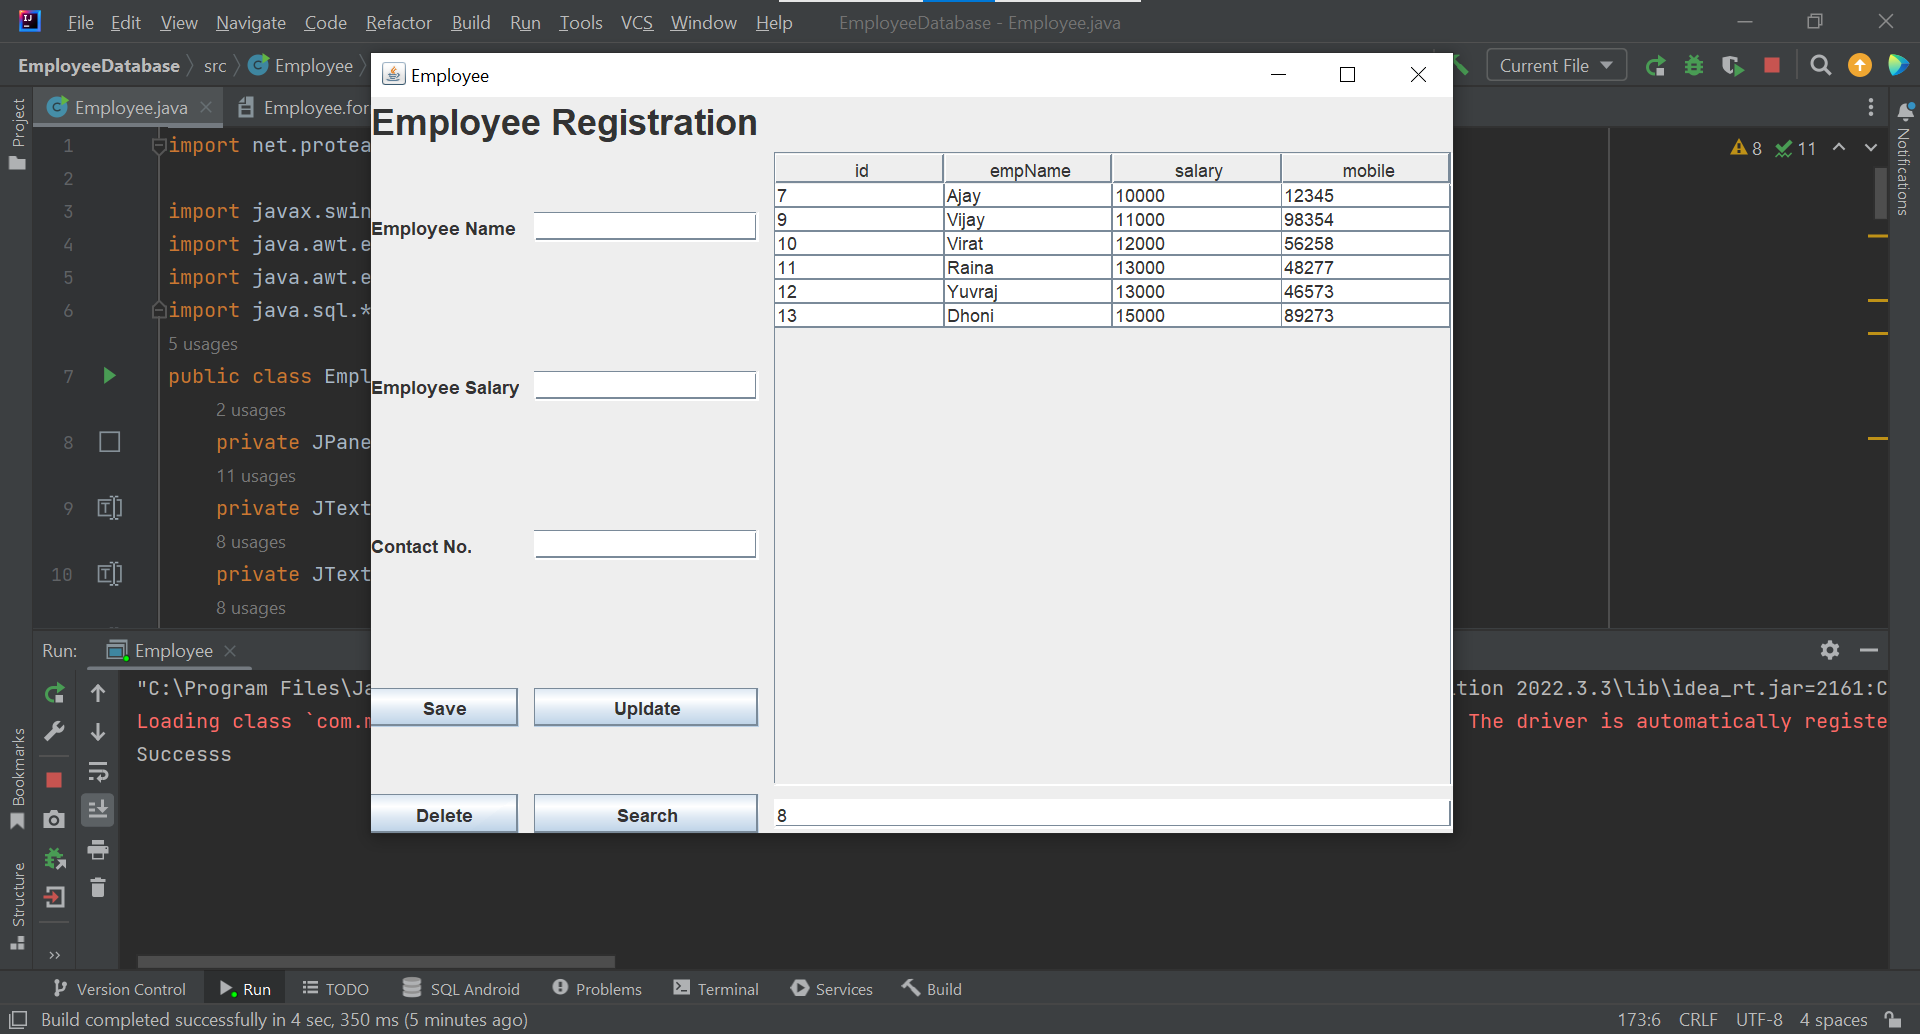 File Edit View Navigate Code Refactor Build Run Tools VCS Window Help EmployeeDatabase - Employee.java
EmployeeDatabase src Employee
Current File
Employee.java Employee.for
Project
Notifications
Bookmarks
Structure
8 11
1 import net.protea
2
3 import javax.swin
4 import java.awt.e
5 import java.awt.e
6 import java.sql.*
5 usages
7 public class Empl
2 usages
8 private JPane
11 usages
9 private JText
8 usages
10 private JText
8 usages
Employee
Employee Registration
Employee Name
Employee Salary
Contact No.
Save UpIdate
Delete Search
id empName salary mobile
7 Ajay 10000 12345
9 Vijay 11000 98354
10 Virat 12000 56258
11 Raina 13000 48277
12 Yuvraj 13000 46573
13 Dhoni 15000 89273
8
Run: Employee
"C:\Program Files\Ja tion 2022.3.3\lib\idea_rt.jar=2161:C
Loading class `com.m The driver is automatically registe
Successs
Version Control Run TODO SQL Android Problems Terminal Services Build
Build completed successfully in 4 sec, 350 ms (5 minutes ago) 173:6 CRLF UTF-8 4 spaces